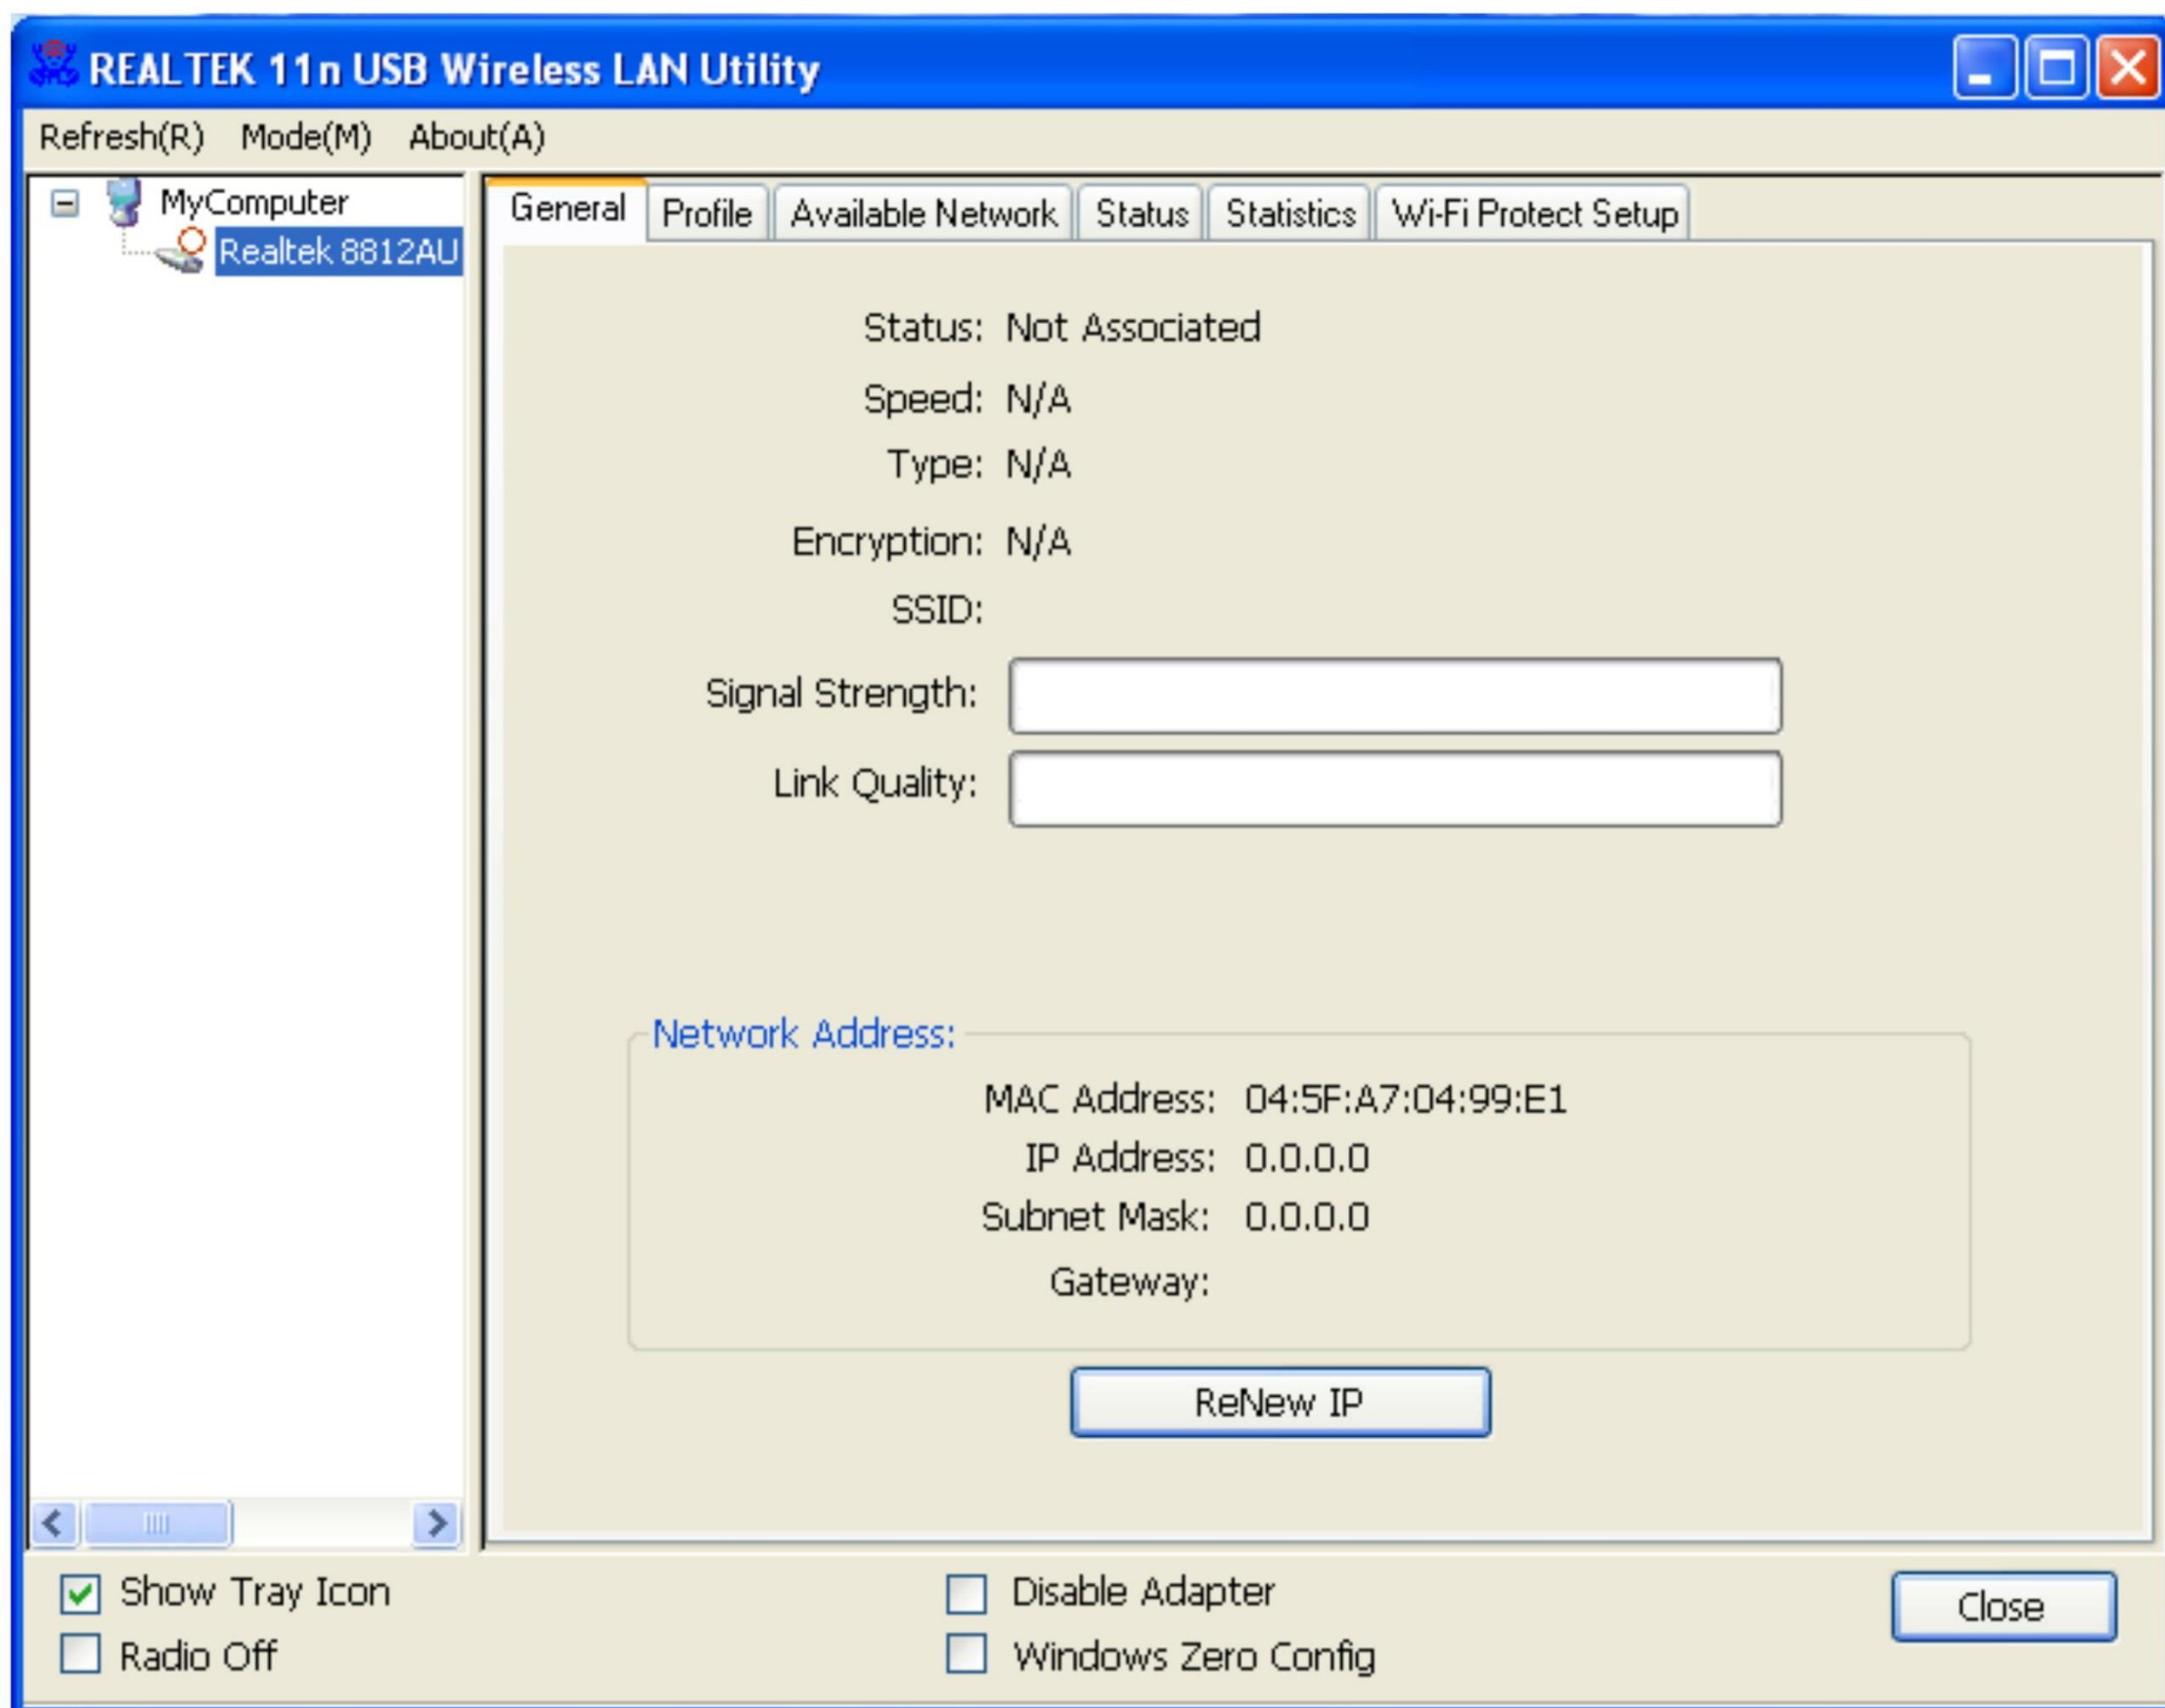 REALTEK 11n USB Wireless LAN Utility
Refresh(R) Mode(M) About(A)
MyComputer
Realtek 8812AU
General Profile Available Network Status Statistics Wi-Fi Protect Setup
Status: Not Associated
Speed: N/A
Type: N/A
Encryption: N/A
SSID:
Signal Strength:
Link Quality:
Network Address:
MAC Address: 04:5F:A7:04:99:E1
IP Address: 0.0.0.0
Subnet Mask: 0.0.0.0
Gateway:
ReNew IP
Show Tray Icon
Radio Off
Disable Adapter
Windows Zero Config
Close